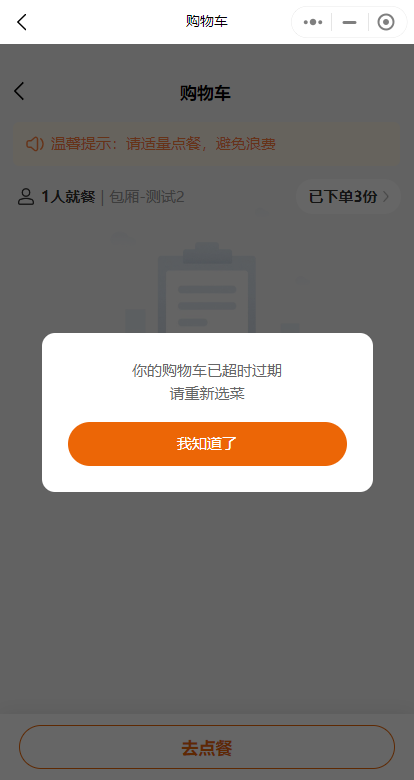 购物车
购物车
温馨提示：请适量点餐，避免浪费
1人就餐 | 包厢-测试2
已下单3份
你的购物车已超时过期
请重新选菜
我知道了
去点餐